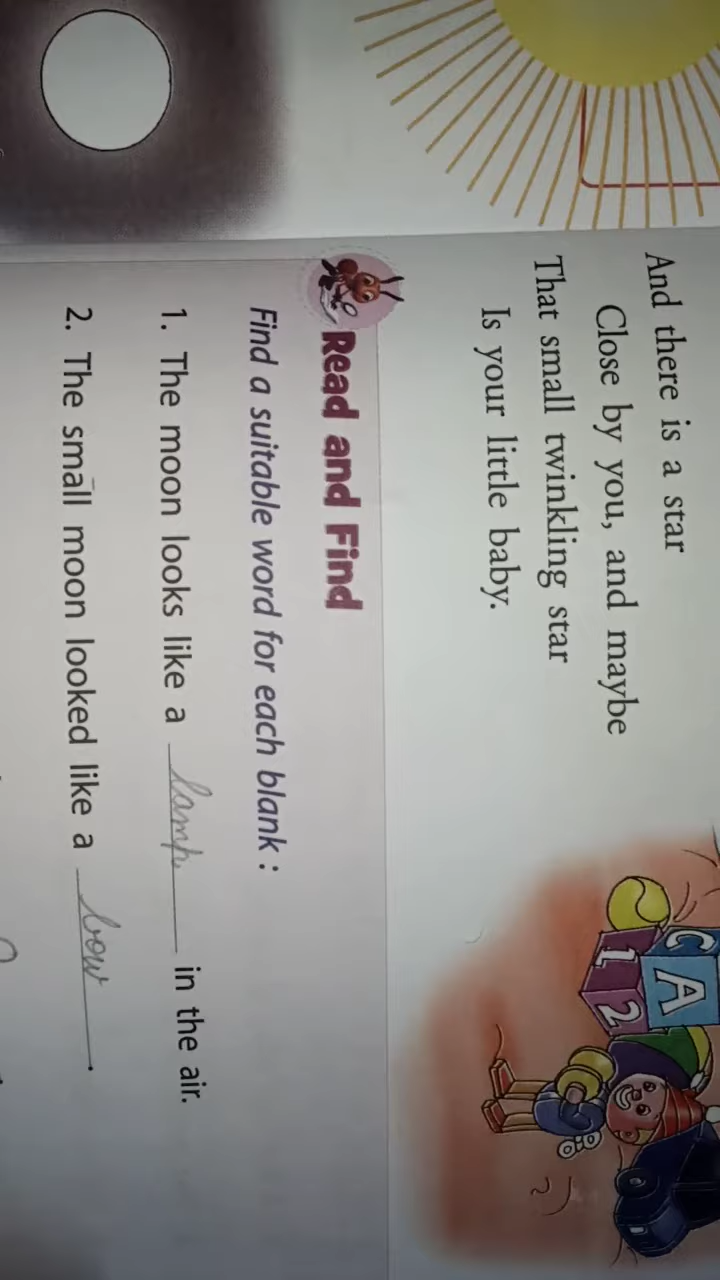 And there is a star
Close by you, and maybe
That small twinkling star
Is your little baby.
C A
1 2
Read and Find
Find a suitable word for each blank :
1. The moon looks like a lamp in the air.
2. The small moon looked like a bow.